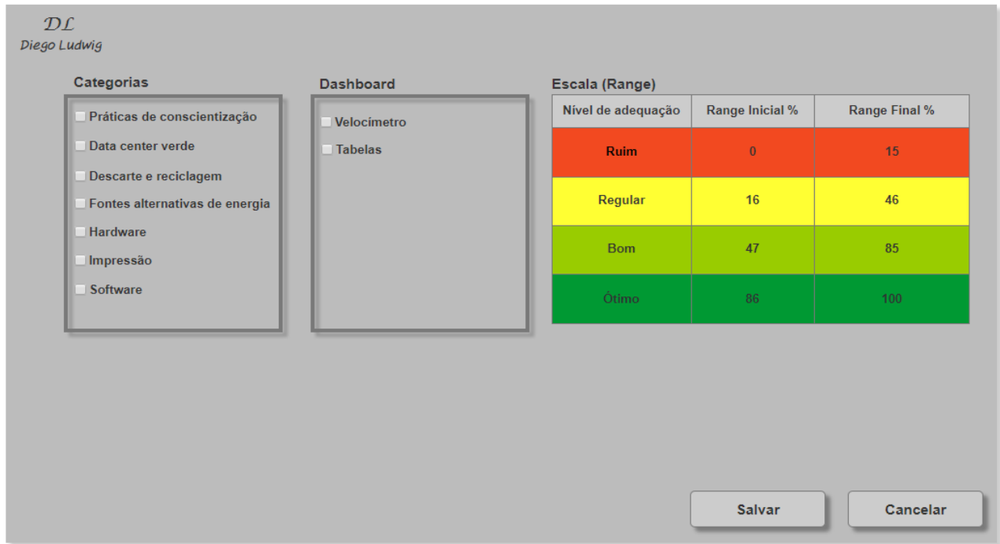 DL
Diego Ludwig
Categorias
Práticas de conscientização
Data center verde
Descarte e reciclagem
Fontes alternativas de energia
Hardware
Impressão
Software
Dashboard
Velocímetro
Tabelas
Escala (Range)
Nível de adequação Range Inicial % Range Final %
Ruim 0 15
Regular 16 46
Bom 47 85
Ótimo 86 100
Salvar Cancelar